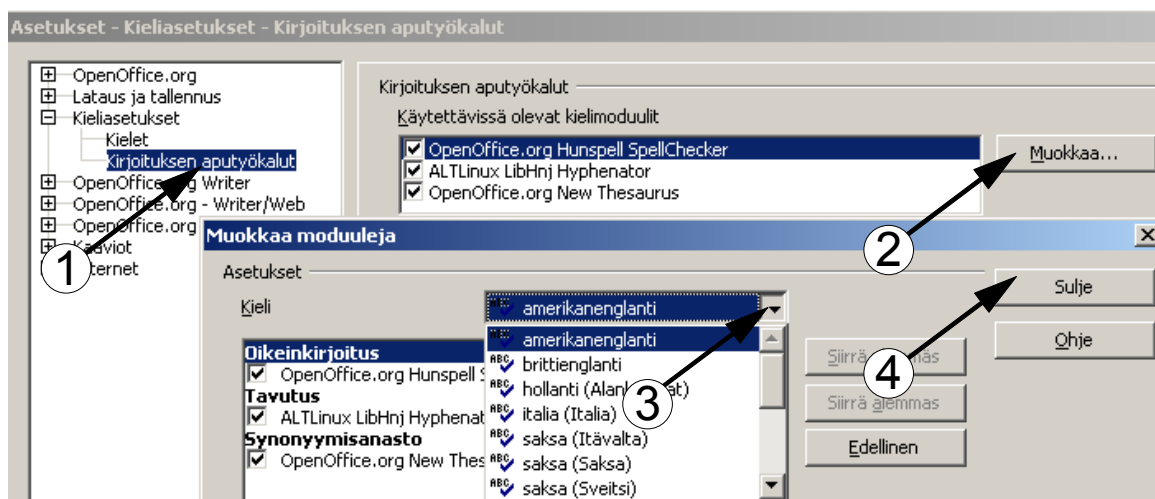 Asetukset - Kieliasetukset - Kirjoituksen aputyökalut
OpenOffice.org
Lataus ja tallennus
Kieliasetukset
Kielet
Kirjoituksen aputyökalut
OpenOffice.org Writer
OpenOffice.org - Writer/Web
OpenOffice.org
Kaaviot
Kirjoituksen aputyökalut
Käytettävissä olevat kielimoduulit
OpenOffice.org Hunspell SpellChecker
ALTLinux LibHnj Hyphenator
OpenOffice.org New Thesaurus
Muokkaa...
1
2
Muokkaa moduuleja
Asetukset
Kieli
amerikanenglanti
amerikanenglanti
brittienglanti
hollanti
italia (Italia)
saksa (Itävalta)
saksa (Saksa)
saksa (Sveitsi)
Oikeinkirjoitus
OpenOffice.org Hunspell
Tavutus
ALTLinux LibHnj Hyphenat
Synonyymisanasto
OpenOffice.org New Thes
3
Sulje
Ohje
4
Siirrä
Siirrä alemmas
Edellinen